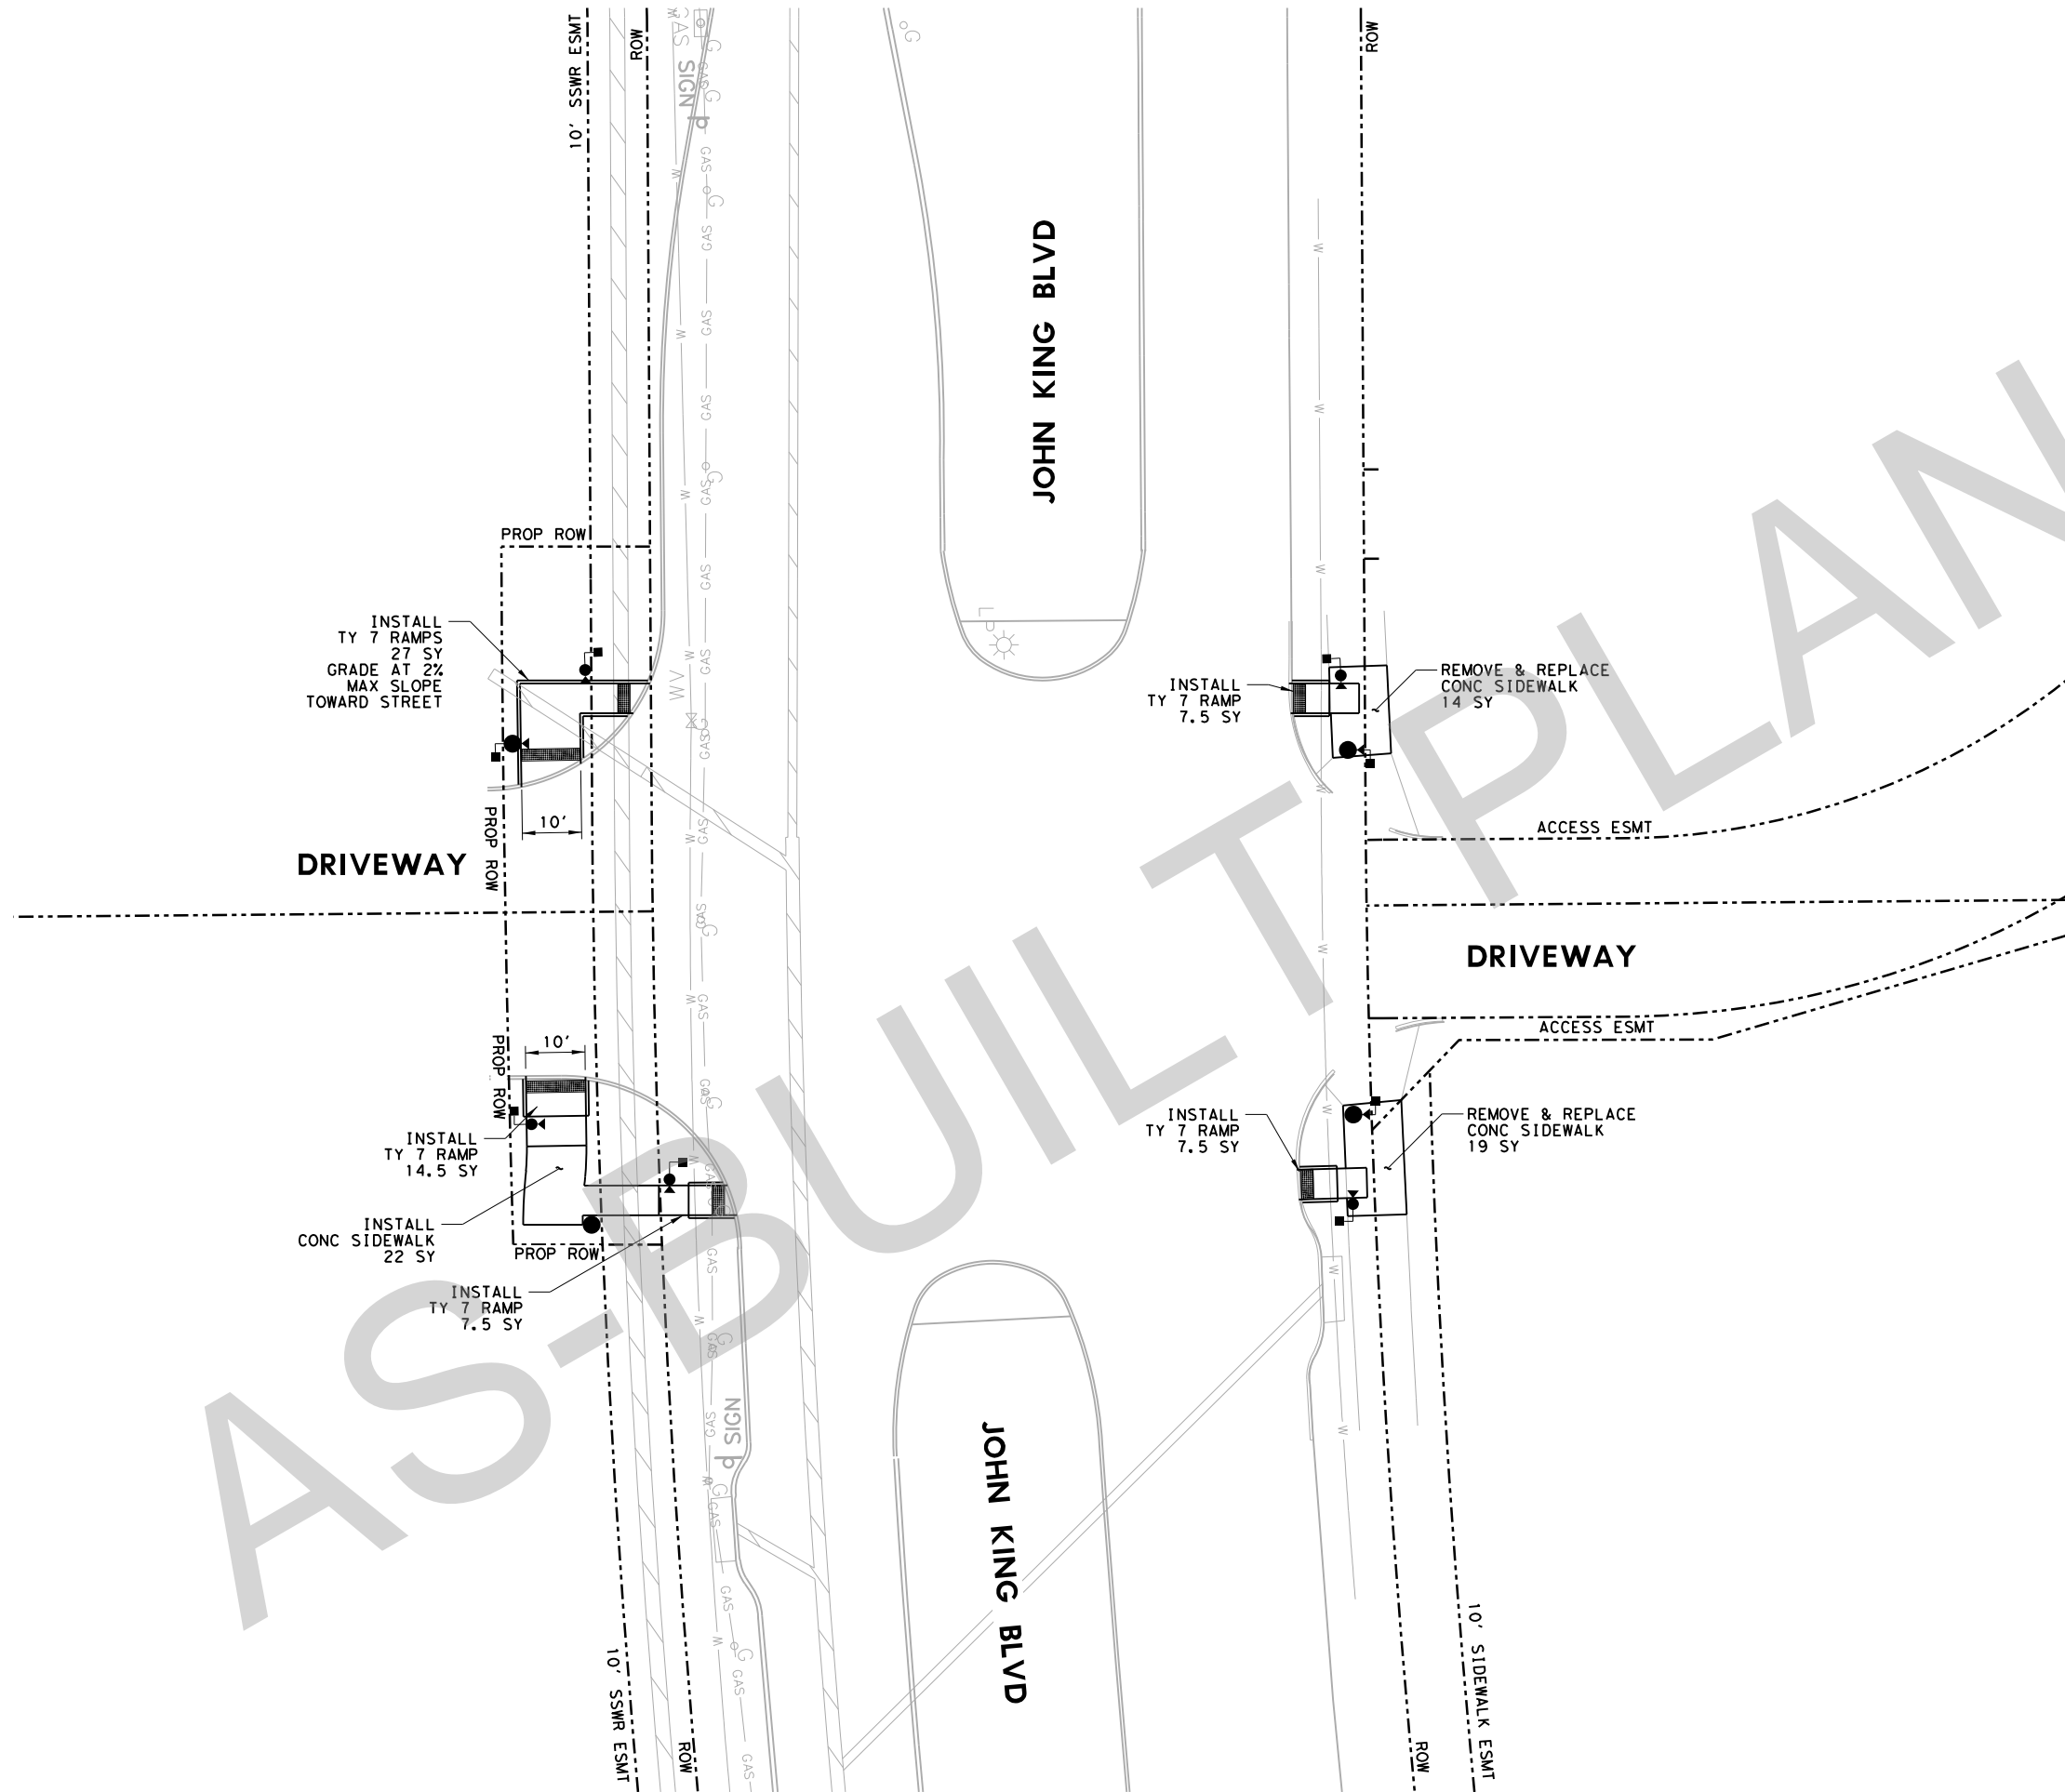 10' SSWR ESMT
ROW
GAS SIGN
G
GAS
W
ROW
JOHN KING BLVD
PROP ROW
INSTALL
TY 7 RAMPS
27 SY
GRADE AT 2%
MAX SLOPE
TOWARD STREET
LP
WV
INSTALL
TY 7 RAMP
7.5 SY
REMOVE & REPLACE
CONC SIDEWALK
14 SY
10'
PROP ROW
DRIVEWAY
ACCESS ESMT
DRIVEWAY
ACCESS ESMT
PROP ROW
10'
INSTALL
TY 7 RAMP
14.5 SY
INSTALL
CONC SIDEWALK
22 SY
PROP ROW
INSTALL
TY 7 RAMP
7.5 SY
INSTALL
TY 7 RAMP
7.5 SY
REMOVE & REPLACE
CONC SIDEWALK
19 SY
SIGN
JOHN KING BLVD
10' SSWR ESMT
ROW
ROW
10' SIDEWALK ESMT
AS-BUILT PLAN